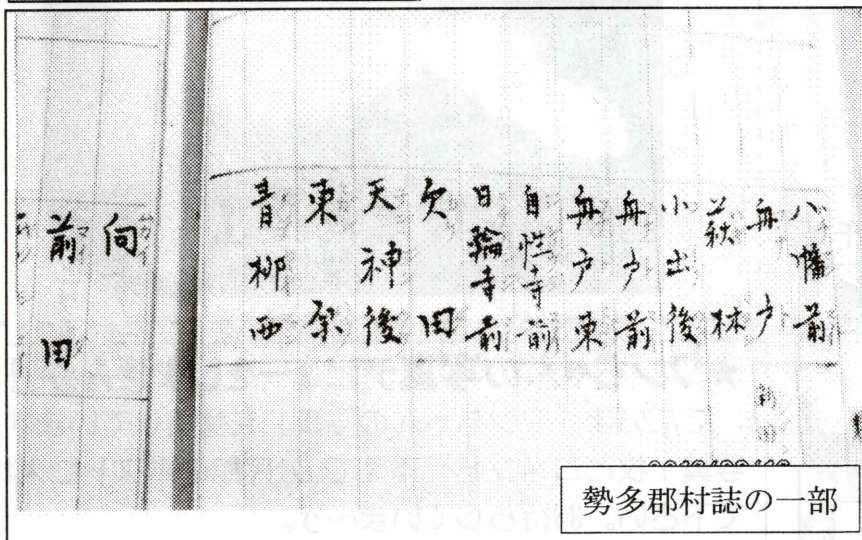 八幡前
舟戸
萩林
小出後
舟戸前
舟戸東
自性寺前
日輪寺前
欠田
天神後
東原
青柳西
向
前田
勢多郡村誌の一部